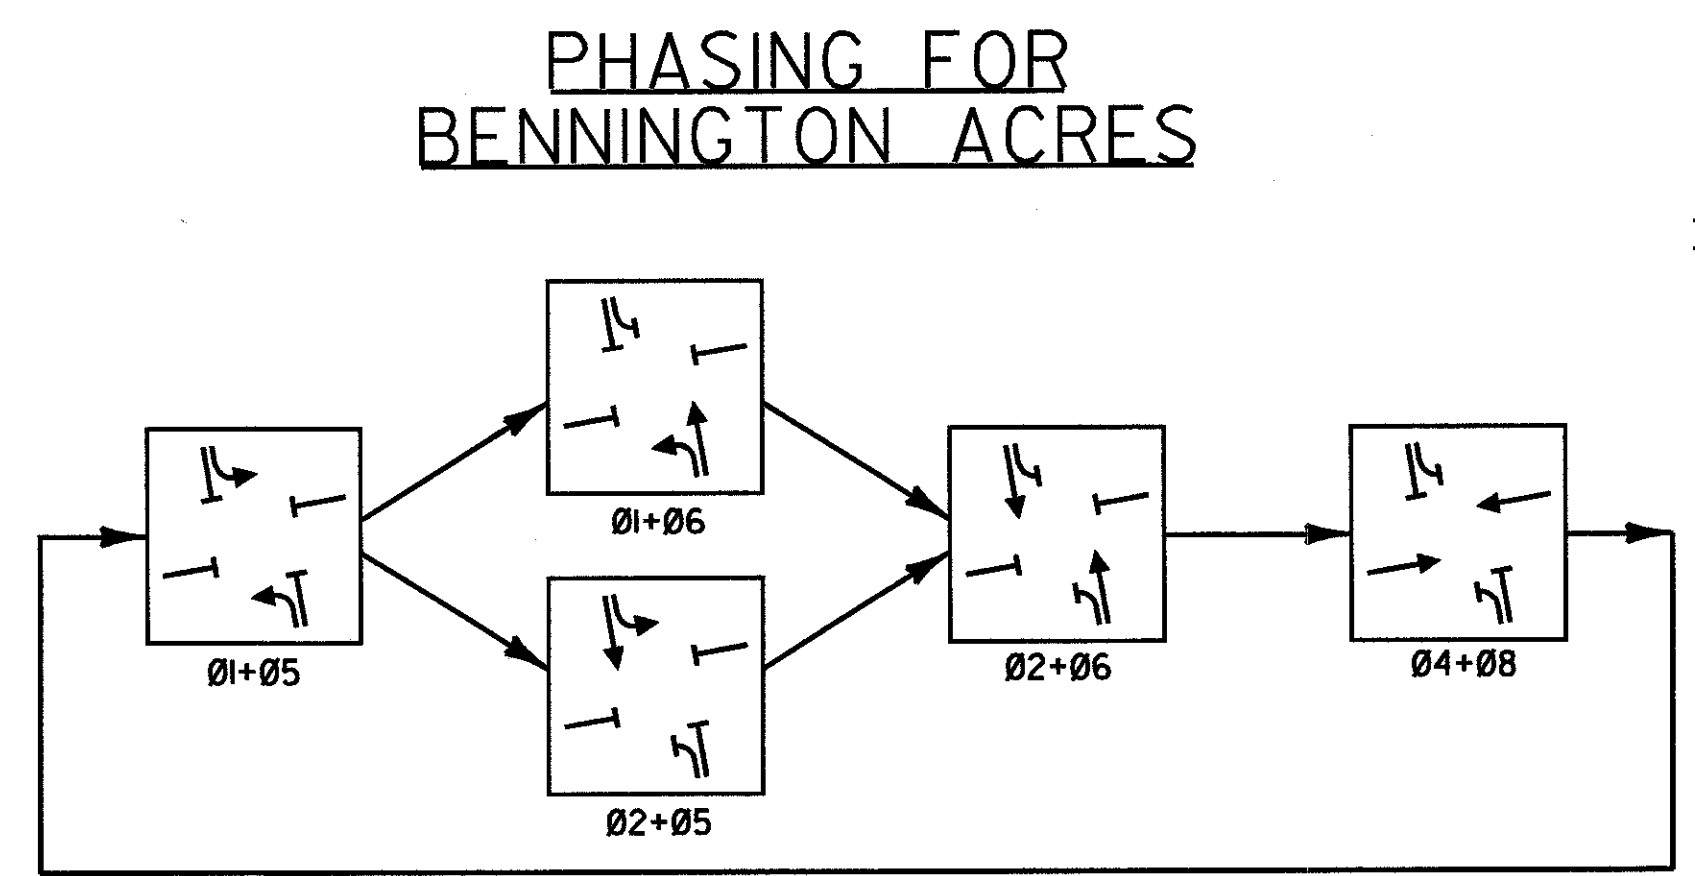 PHASING FOR
BENNINGTON ACRES
Ø1+Ø6
Ø1+Ø5
Ø2+Ø6
Ø4+Ø8
Ø2+Ø5